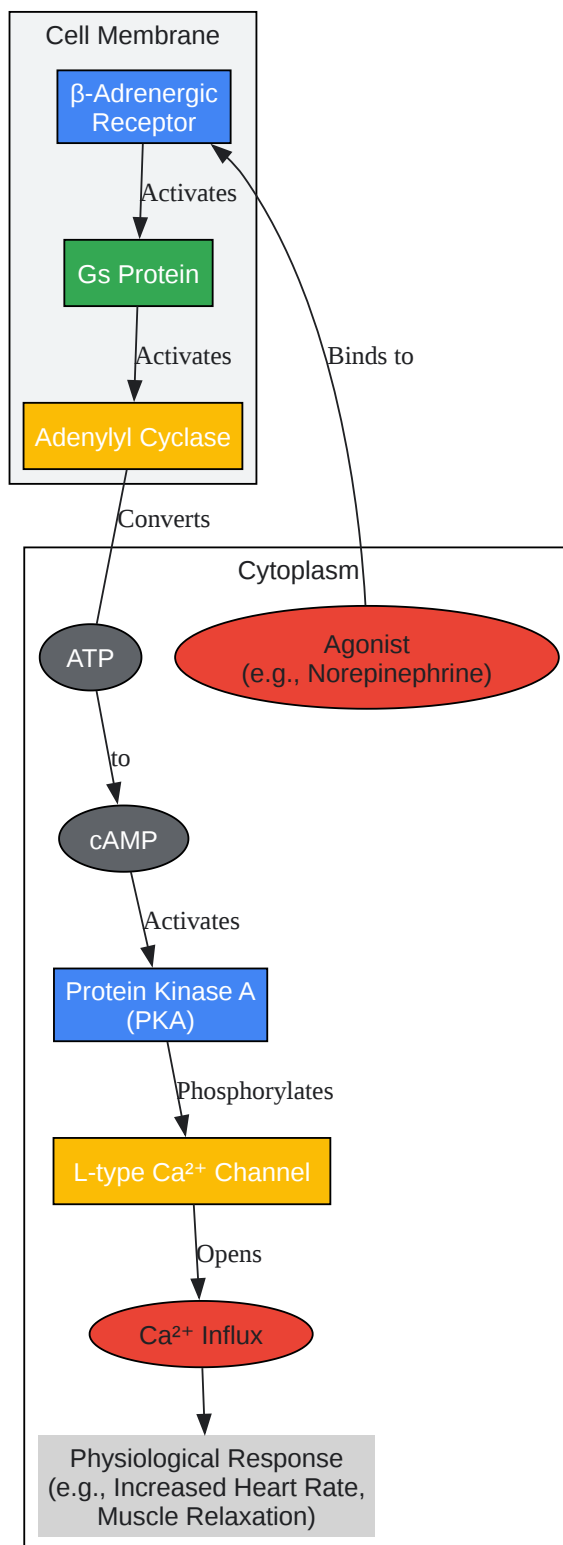 Cell Membrane
β-Adrenergic
Receptor
Activates
Gs Protein
Activates
Binds to
Adenylyl Cyclase
Converts
Cytoplasm
ATP
Agonist
(e.g., Norepinephrine)
to
cAMP
Activates
Protein Kinase A
(PKA)
Phosphorylates
L-type Ca²⁺ Channel
Opens
Ca²⁺ Influx
Physiological Response
(e.g., Increased Heart Rate,
Muscle Relaxation)